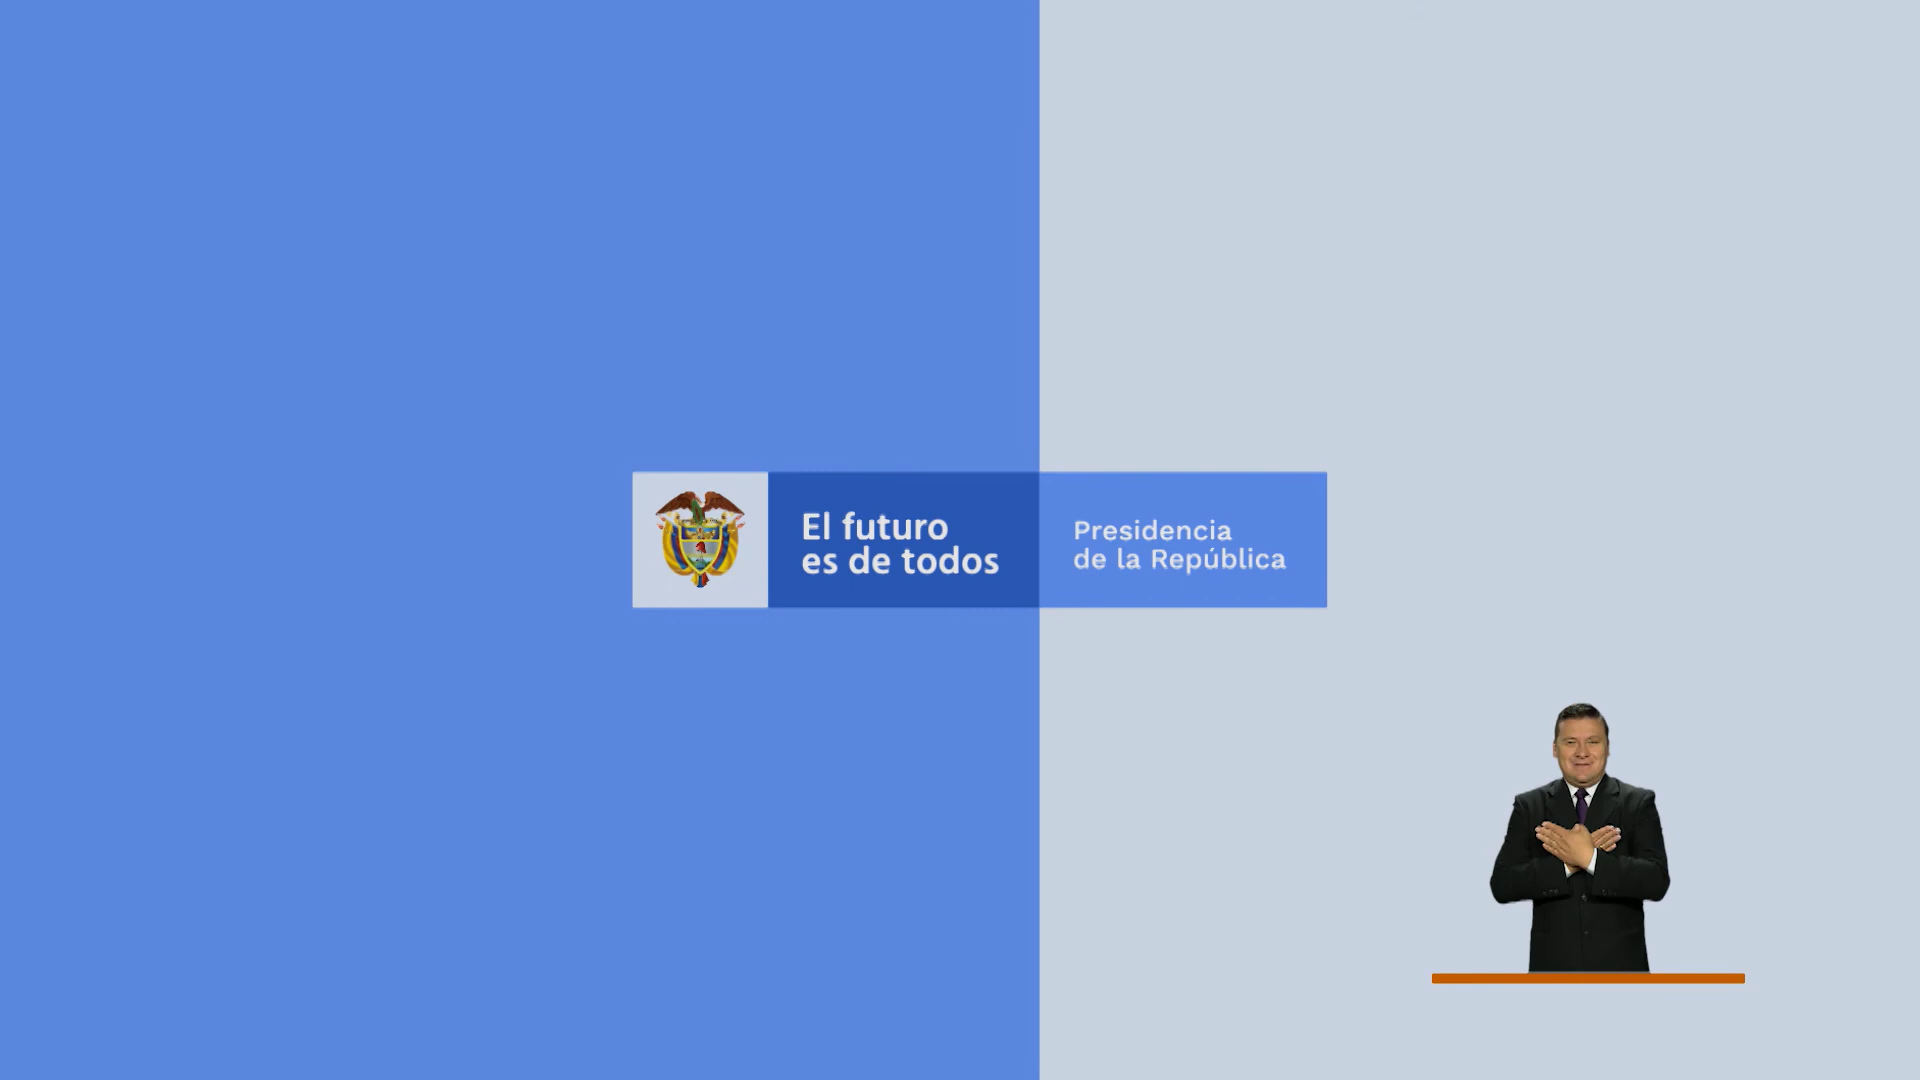 El futuro
es de todos
Presidencia
de la República